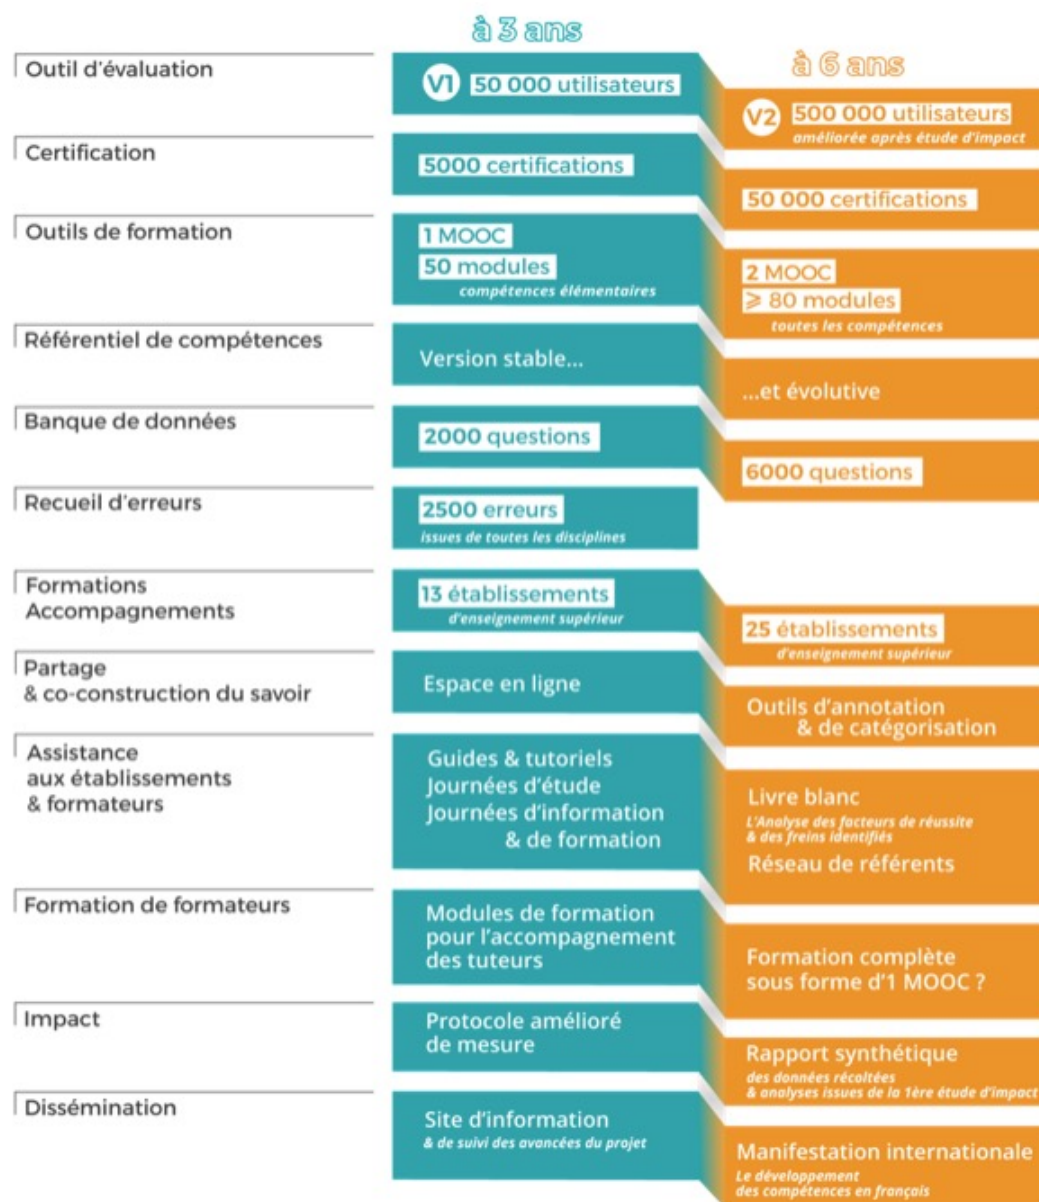 à 3 ans
à 6 ans
Outil d'évaluation
V1 50 000 utilisateurs
V2 500 000 utilisateurs
améliorée après étude d'impact
Certification
5000 certifications
50 000 certifications
Outils de formation
1 MOOC
50 modules
compétences élémentaires
2 MOOC
⩾ 80 modules
toutes les compétences
Référentiel de compétences
Version stable...
...et évolutive
Banque de données
2000 questions
6000 questions
Recueil d'erreurs
2500 erreurs
issues de toutes les disciplines
Formations
Accompagnements
13 établissements
d'enseignement supérieur
25 établissements
d'enseignement supérieur
Partage
& co-construction du savoir
Espace en ligne
Outils d'annotation
& de catégorisation
Assistance
aux établissements
& formateurs
Guides & tutoriels
Journées d'étude
Journées d'information
& de formation
Livre blanc
L'Analyse des facteurs de réussite
& des freins identifiés
Réseau de référents
Formation de formateurs
Modules de formation
pour l'accompagnement
des tuteurs
Formation complète
sous forme d'1 MOOC ?
Impact
Protocole amélioré
de mesure
Rapport synthétique
des données récoltées
& analyses issues de la 1ère étude d'impact
Dissémination
Site d'information
& de suivi des avancées du projet
Manifestation internationale
Le développement
des compétences en français